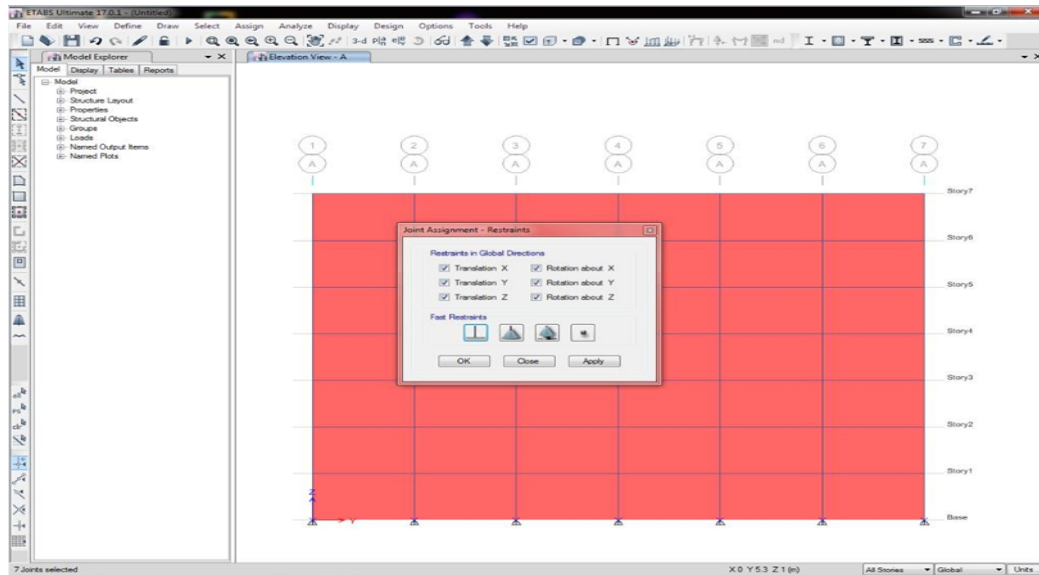 ETABS Ultimate 17.0.1 - (Untitled)
File Edit View Define Draw Select Assign Analyze Display Design Options Tools Help
3-d nd
Model Explorer
Model Display Tables Reports
Model
Project
Structure Layout
Properties
Structural Objects
Groups
Loads
Named Output Items
Named Plots
Elevation View - A
1 2 3 4 5 6 7
A A A A A A A
Story7
Story6
Story5
Story4
Story3
Story2
Story1
Base
Z
Y
Joint Assignment - Restraints
Restraints in Global Directions
Translation X Rotation about X
Translation Y Rotation about Y
Translation Z Rotation about Z
Fast Restraints
OK Close Apply
7 Joints selected
X 0 Y 5.3 Z 1 (m)
All Stories Global Units